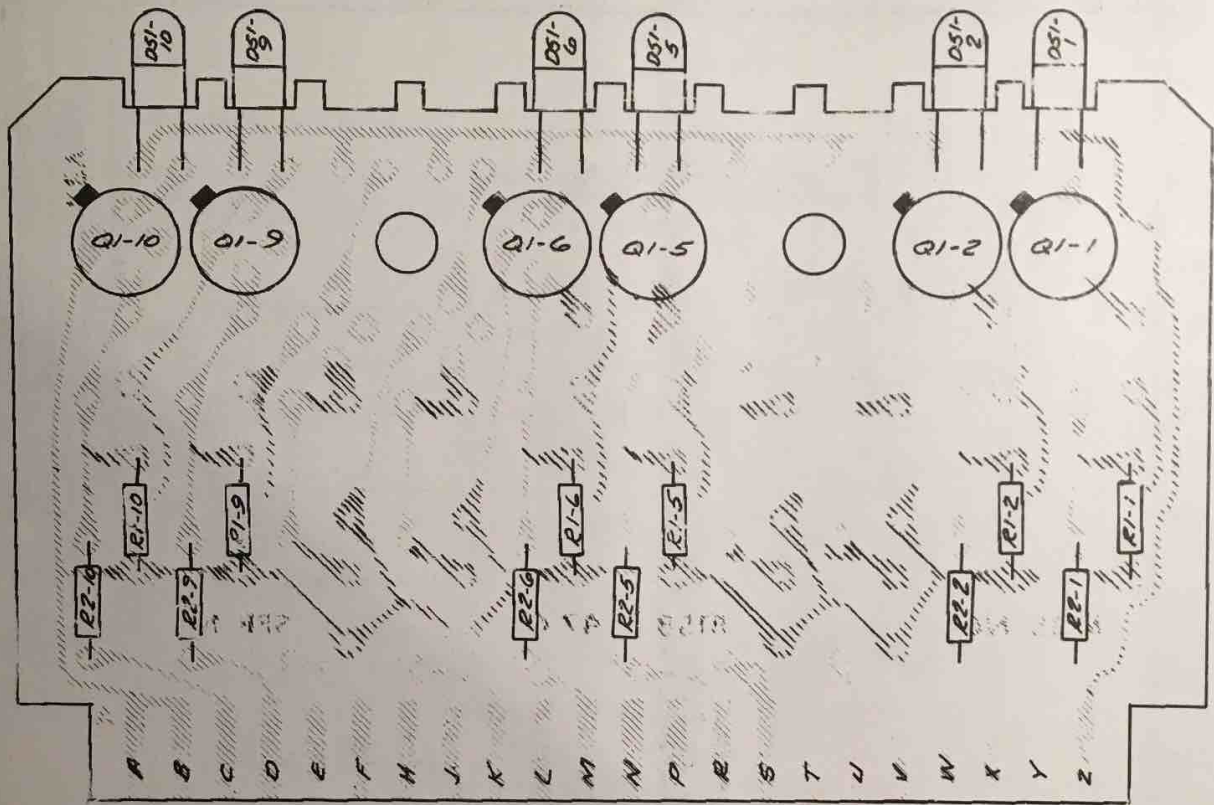 DS1-10
DS1-9
DS1-6
DS1-5
DS1-2
DS1-1
Q1-10
Q1-9
Q1-6
Q1-5
Q1-2
Q1-1
R1-10
R1-9
R1-6
R1-5
R1-2
R1-1
R2-10
R2-9
R2-6
R2-5
R2-2
R2-1
A B C D E F H J K L M N P R S T U V W X Y Z